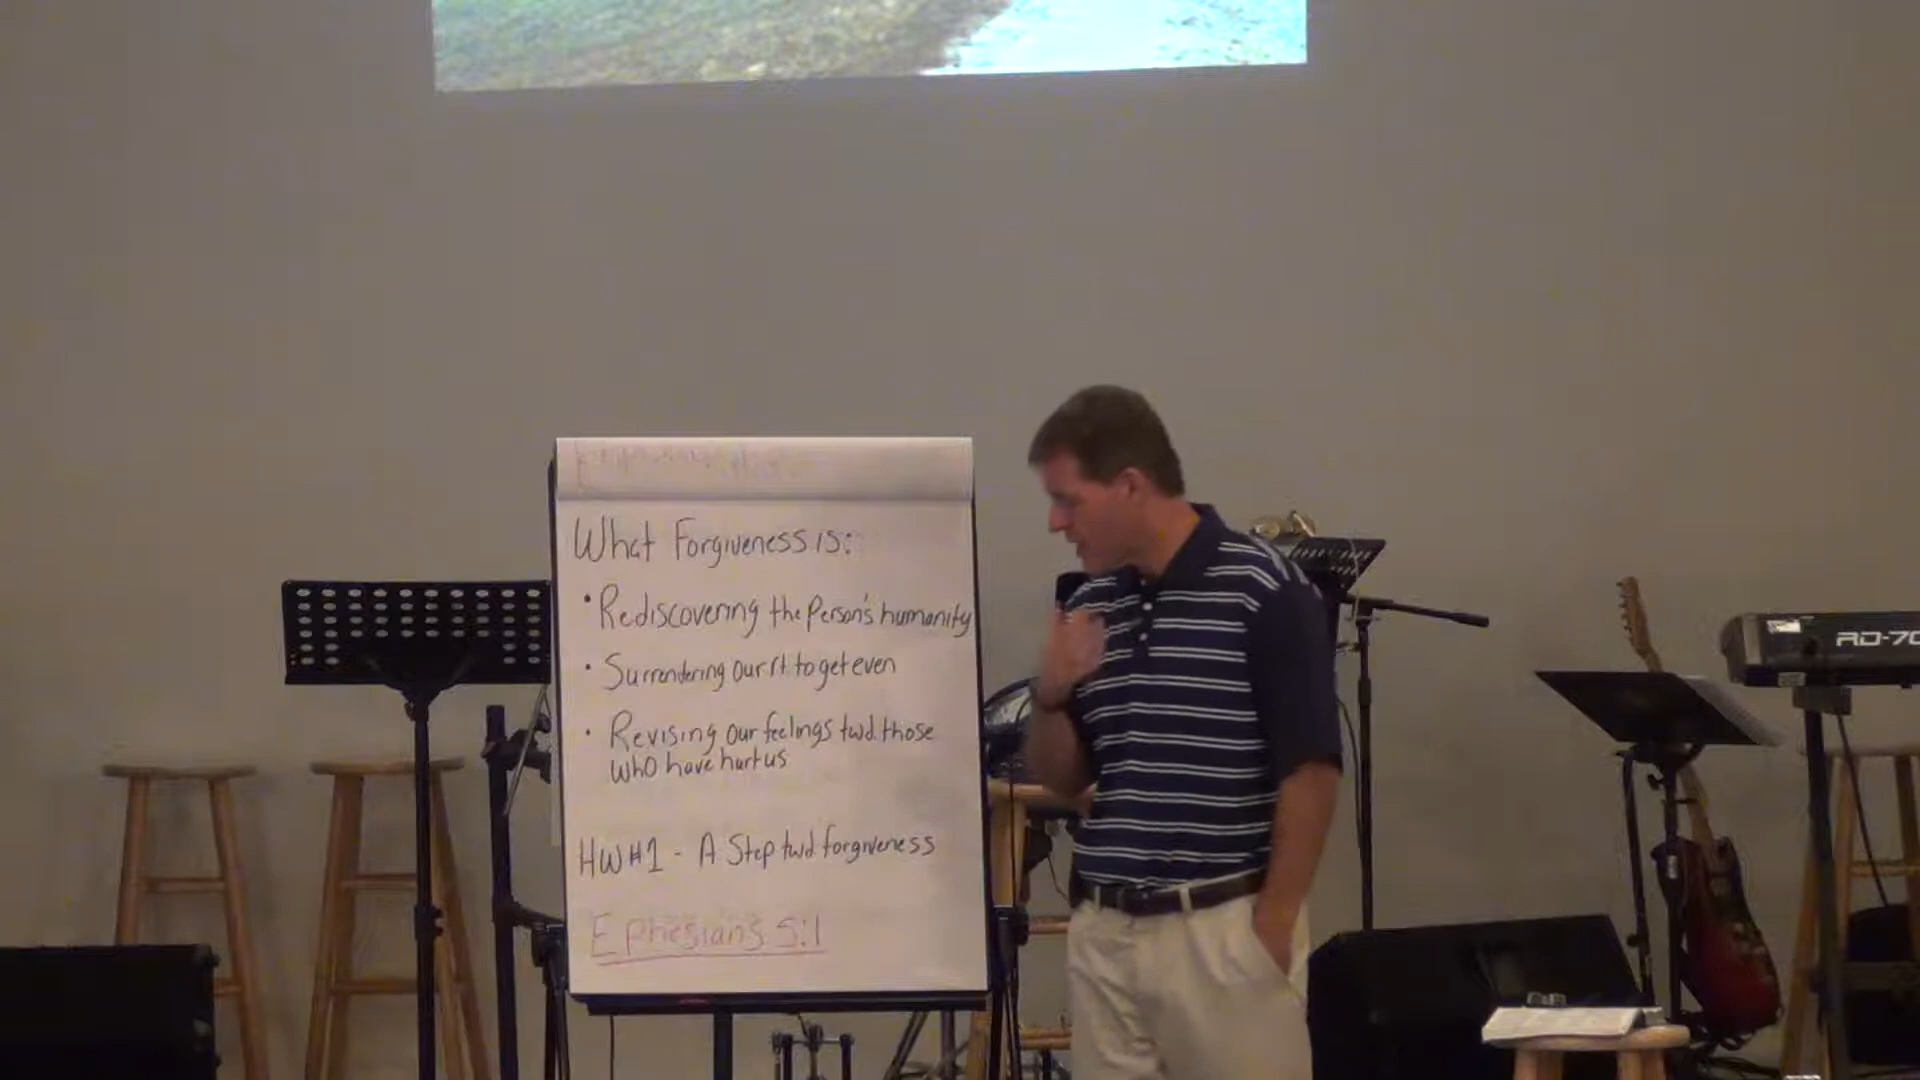 What Forgiveness is:
• Rediscovering the Person's humanity
• Surrendering our rt to get even
• Revising our feelings twd. those
who have hurt us
HW#1 - A Step twd forgiveness
Ephesians 5:1
RD-70